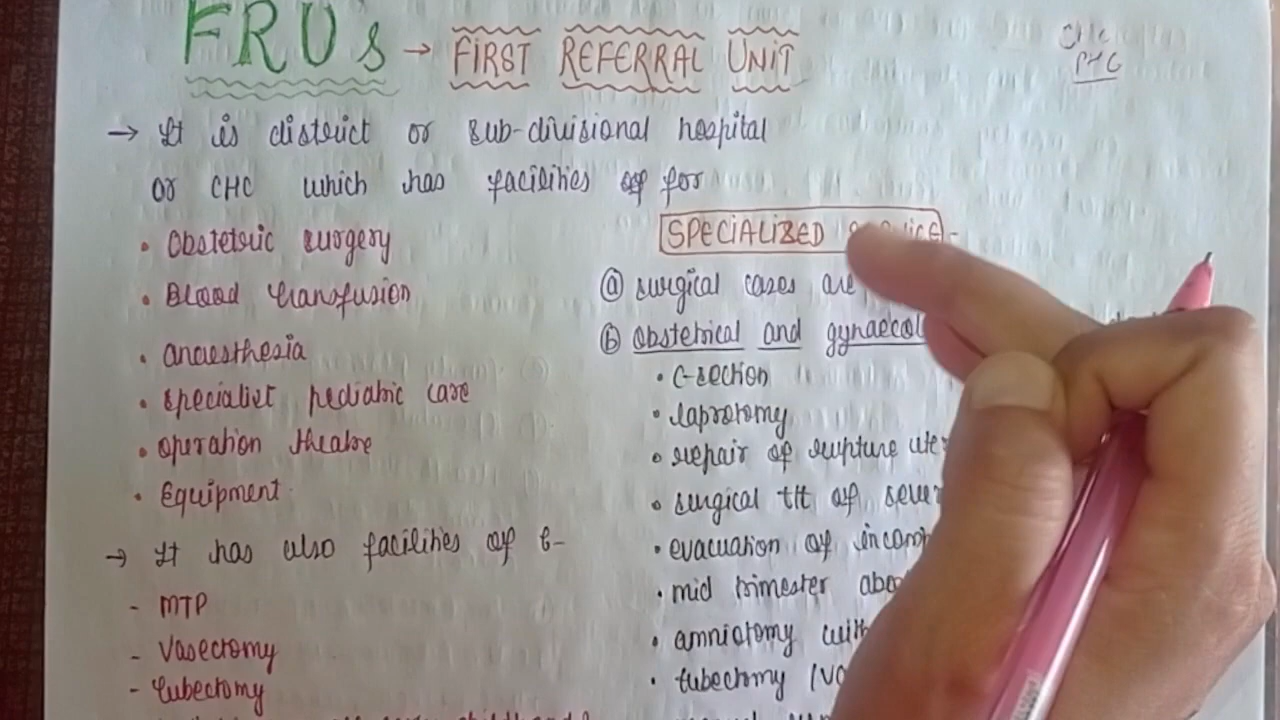 FRUs → FIRST REFERRAL UNIT
CHC
PHC
→ It is district or sub-divisional hospital
or CHC which has facilities of for
• Obstetric surgery
• Blood transfusion
• anaesthesia
• specialist pediatric care
• operation theatre
• Equipment
→ It has also facilities of :-
- MTP
- Vasectomy
- tubectomy
SPECIALIZED
(a) surgical cases are
(b) obstetrical and
• C-section
• laprotomy
• repair of rupture
• surgical ttt of
• evacuation of
• mid trimester
• amniotomy
• tubectomy